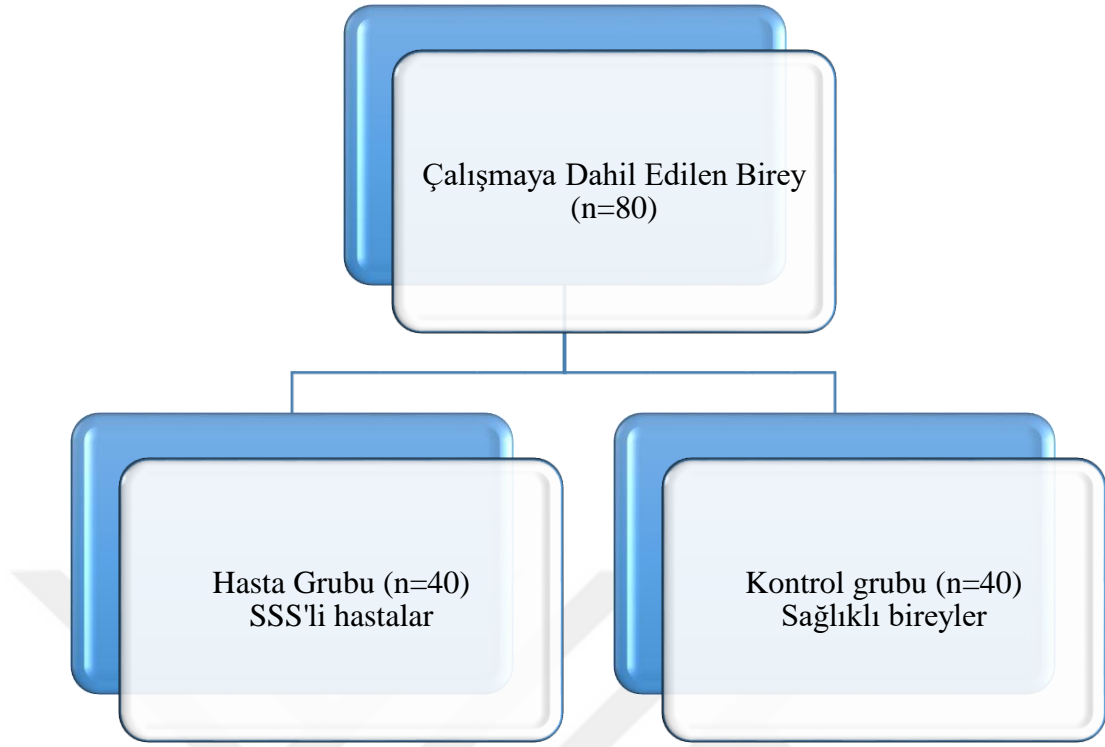 Çalışmaya Dahil Edilen Birey
(n=80)
Hasta Grubu (n=40)
SSS'li hastalar
Kontrol grubu (n=40)
Sağlıklı bireyler